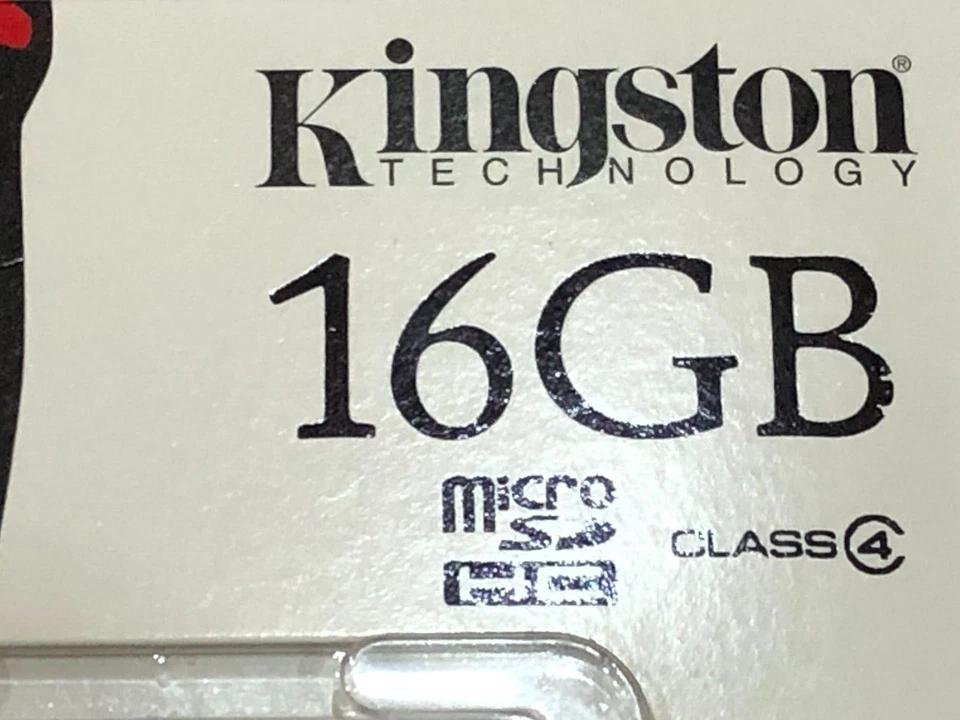 Kingston®
TECHNOLOGY
16GB
micro
SD
HC
CLASS 4